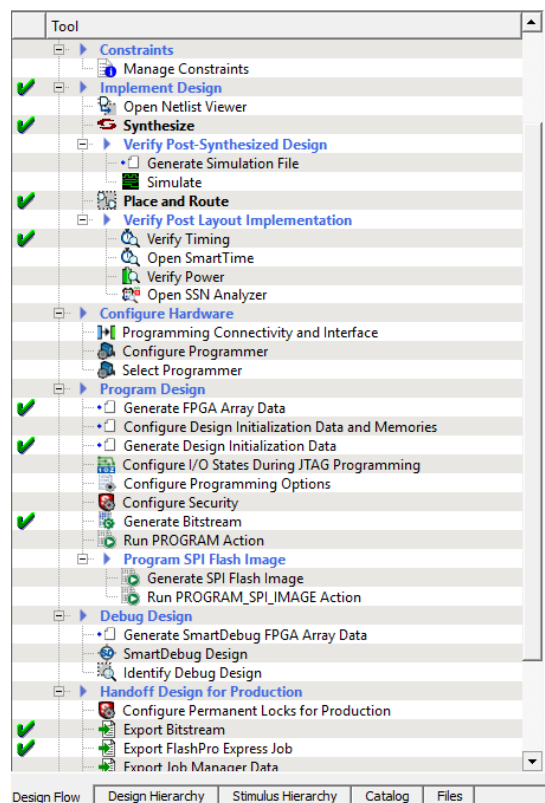 Tool
Constraints
Manage Constraints
Implement Design
Open Netlist Viewer
Synthesize
Verify Post-Synthesized Design
Generate Simulation File
Simulate
Place and Route
Verify Post Layout Implementation
Verify Timing
Open SmartTime
Verify Power
Open SSN Analyzer
Configure Hardware
Programming Connectivity and Interface
Configure Programmer
Select Programmer
Program Design
Generate FPGA Array Data
Configure Design Initialization Data and Memories
Generate Design Initialization Data
Configure I/O States During JTAG Programming
Configure Programming Options
Configure Security
Generate Bitstream
Run PROGRAM Action
Program SPI Flash Image
Generate SPI Flash Image
Run PROGRAM_SPI_IMAGE Action
Debug Design
Generate SmartDebug FPGA Array Data
SmartDebug Design
Identify Debug Design
Handoff Design for Production
Configure Permanent Locks for Production
Export Bitstream
Export FlashPro Express Job
Export Job Manager Data
Design Flow Design Hierarchy Stimulus Hierarchy Catalog Files